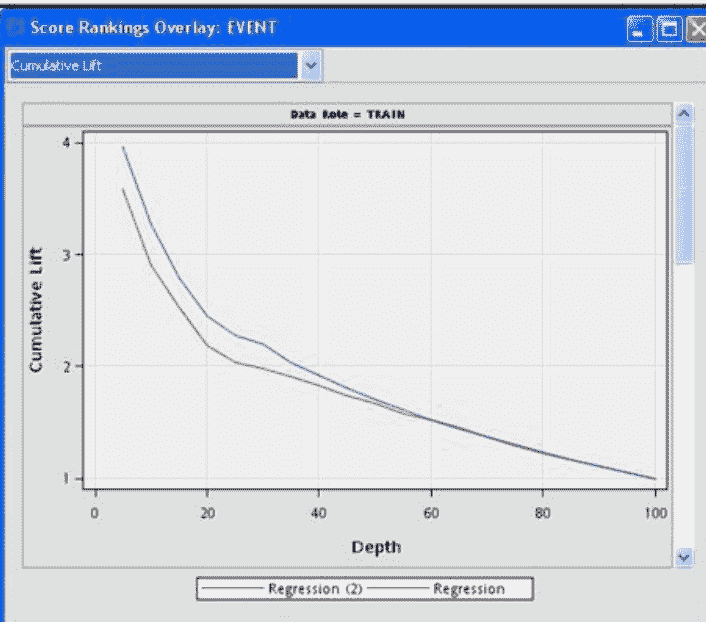 Score Rankings Overlay: EVENT
Cumulative Lift
Data Role = TRAIN
4
3
2
1
Cumulative Lift
0 20 40 60 80 100
Depth
Regression (2) Regression